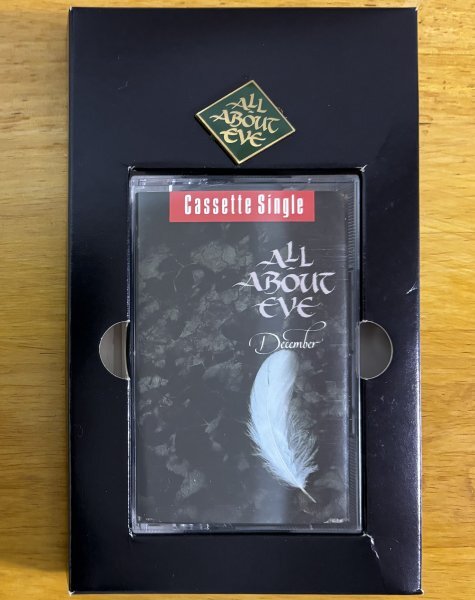 ALL
ABOUT
EVE
Cassette Single
ALL
ABOUT
EVE
December